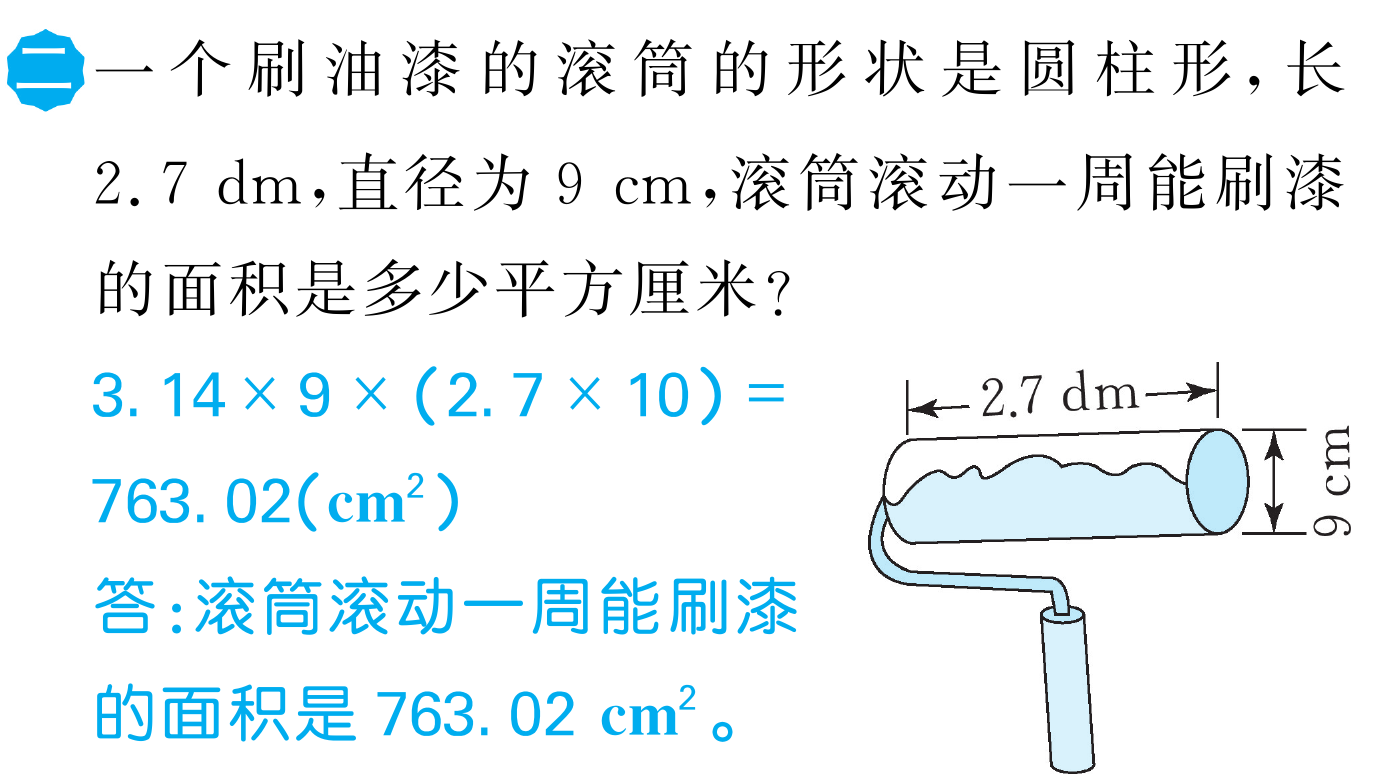 二 一个刷油漆的滚筒的形状是圆柱形,长
2.7 dm,直径为 9 cm,滚筒滚动一周能刷漆
的面积是多少平方厘米?
3.14×9×(2.7×10)=
763.02(cm²)
答:滚筒滚动一周能刷漆
的面积是 763.02 cm²。
2.7 dm
9 cm